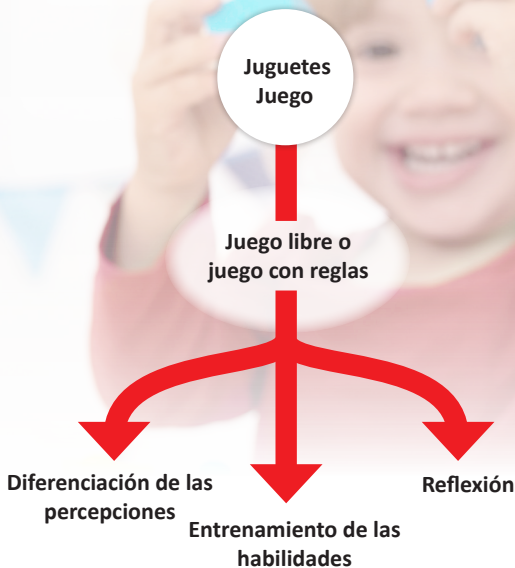 Juguetes
Juego
Juego libre o
juego con reglas
Diferenciación de las
percepciones
Entrenamiento de las
habilidades
Reflexión